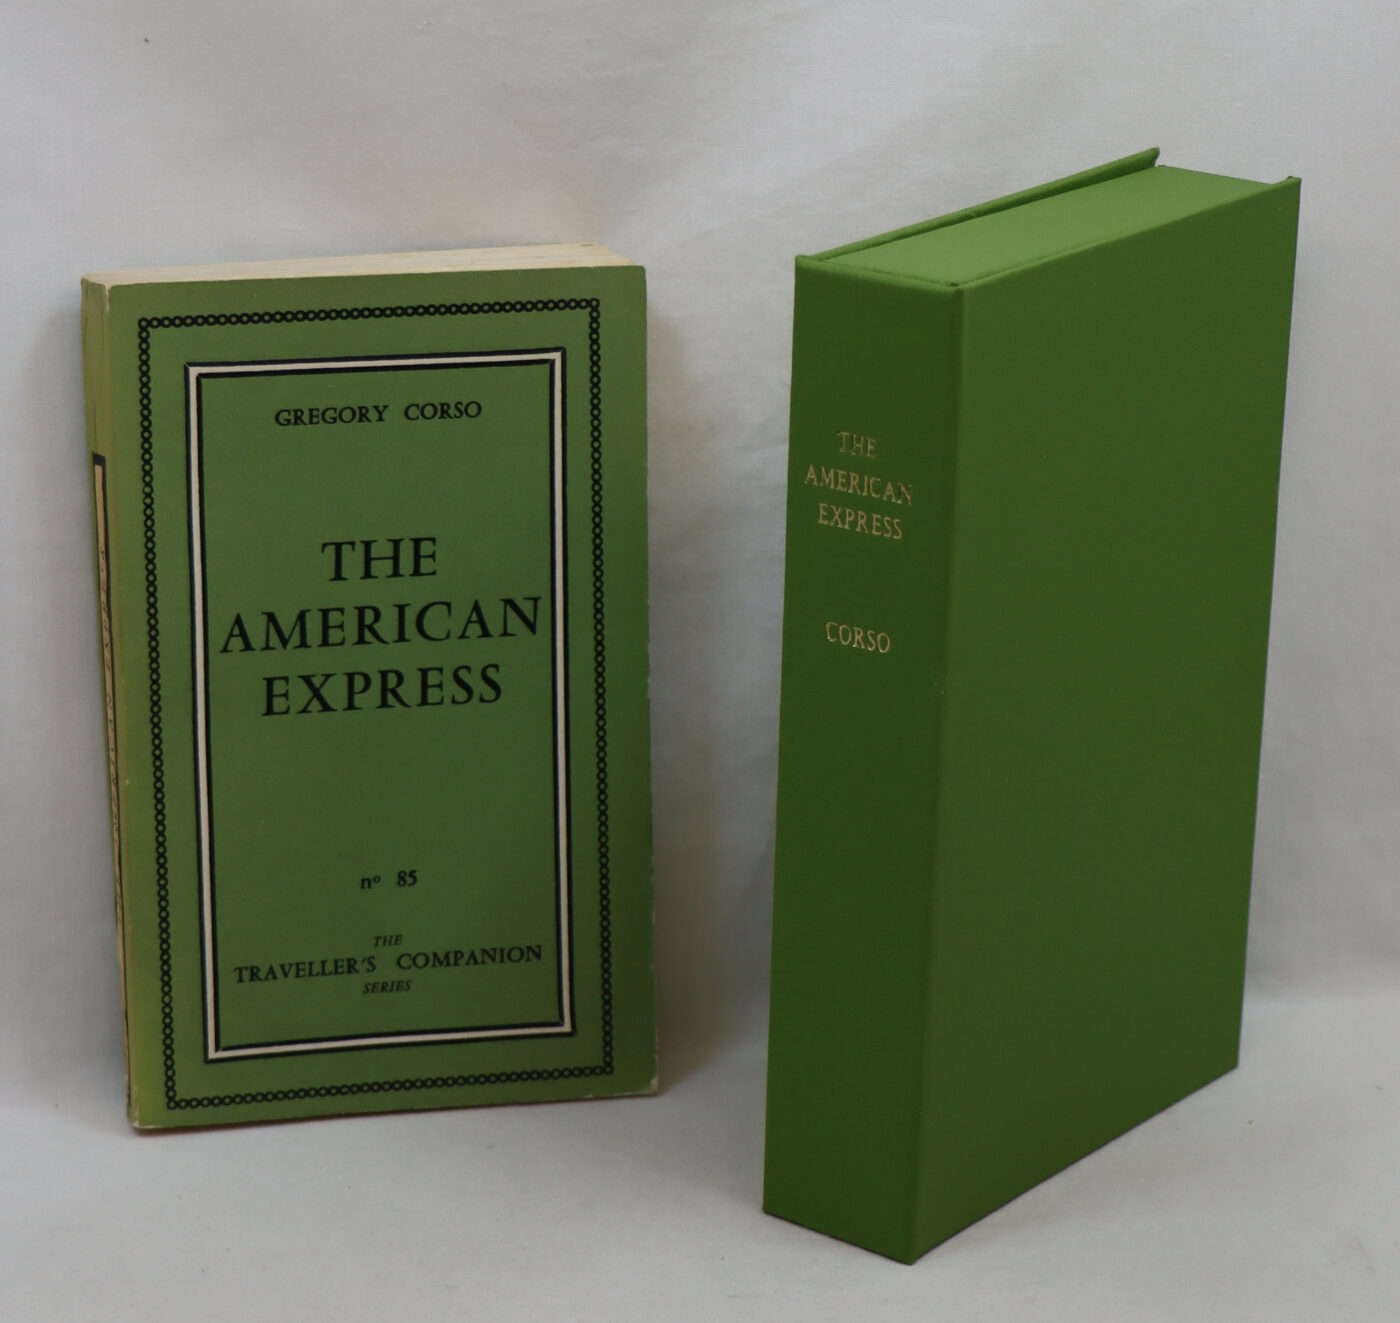 GREGORY CORSO
THE
AMERICAN
EXPRESS
nº 85
THE
TRAVELLER'S COMPANION
SERIES
THE
AMERICAN
EXPRESS
CORSO